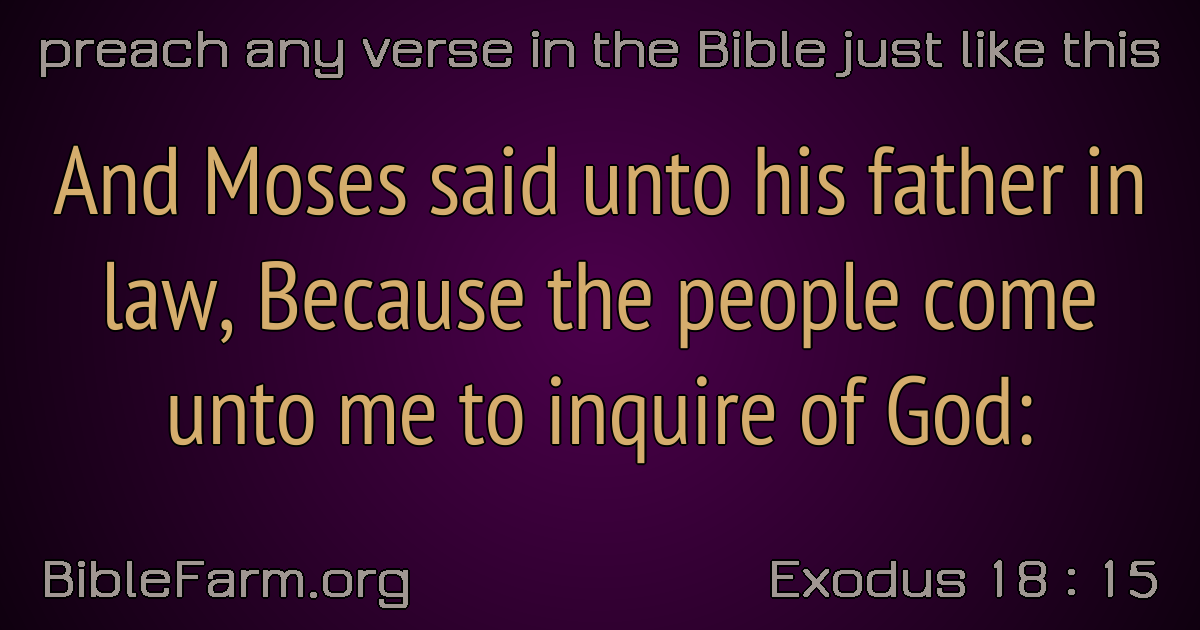 preach any verse in the Bible just like this
And Moses said unto his father in
law, Because the people come
unto me to inquire of God:
BibleFarm.org
Exodus 18 : 15